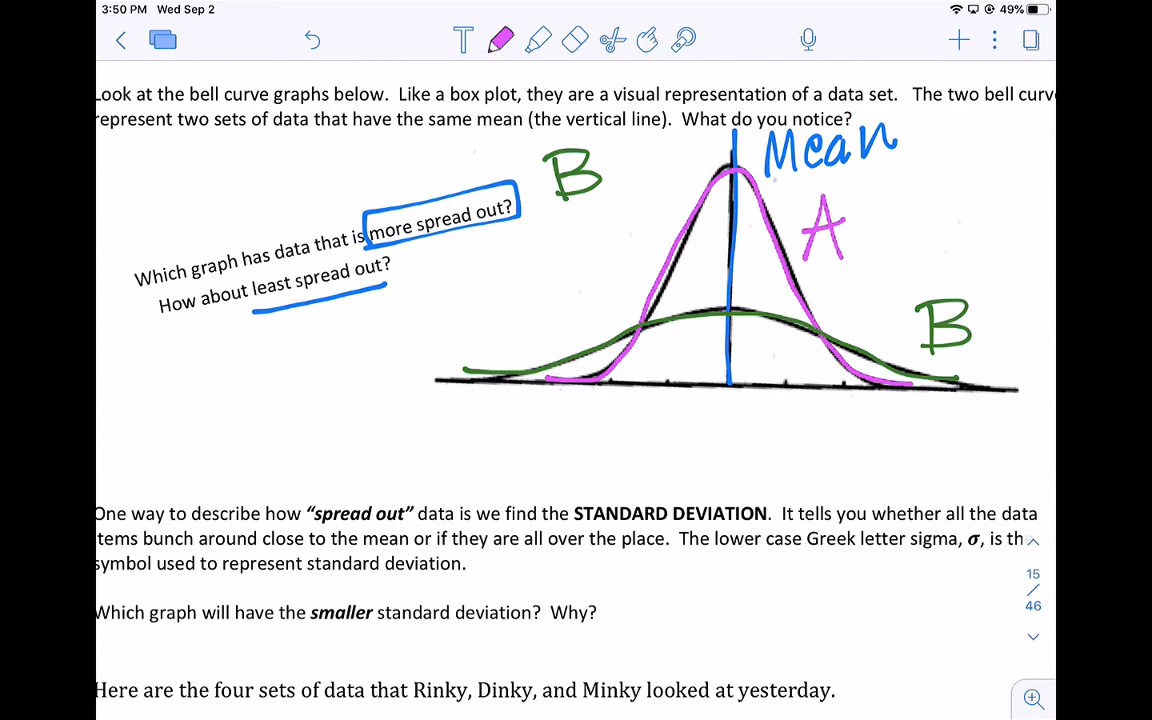 3:50 PM Wed Sep 2
49%
Look at the bell curve graphs below. Like a box plot, they are a visual representation of a data set. The two bell curv
represent two sets of data that have the same mean (the vertical line). What do you notice?
Mean
B
A
Which graph has data that is more spread out?
How about least spread out?
B
One way to describe how "spread out" data is we find the STANDARD DEVIATION. It tells you whether all the data
items bunch around close to the mean or if they are all over the place. The lower case Greek letter sigma, σ, is th
symbol used to represent standard deviation.
15
/
46
Which graph will have the smaller standard deviation? Why?
Here are the four sets of data that Rinky, Dinky, and Minky looked at yesterday.